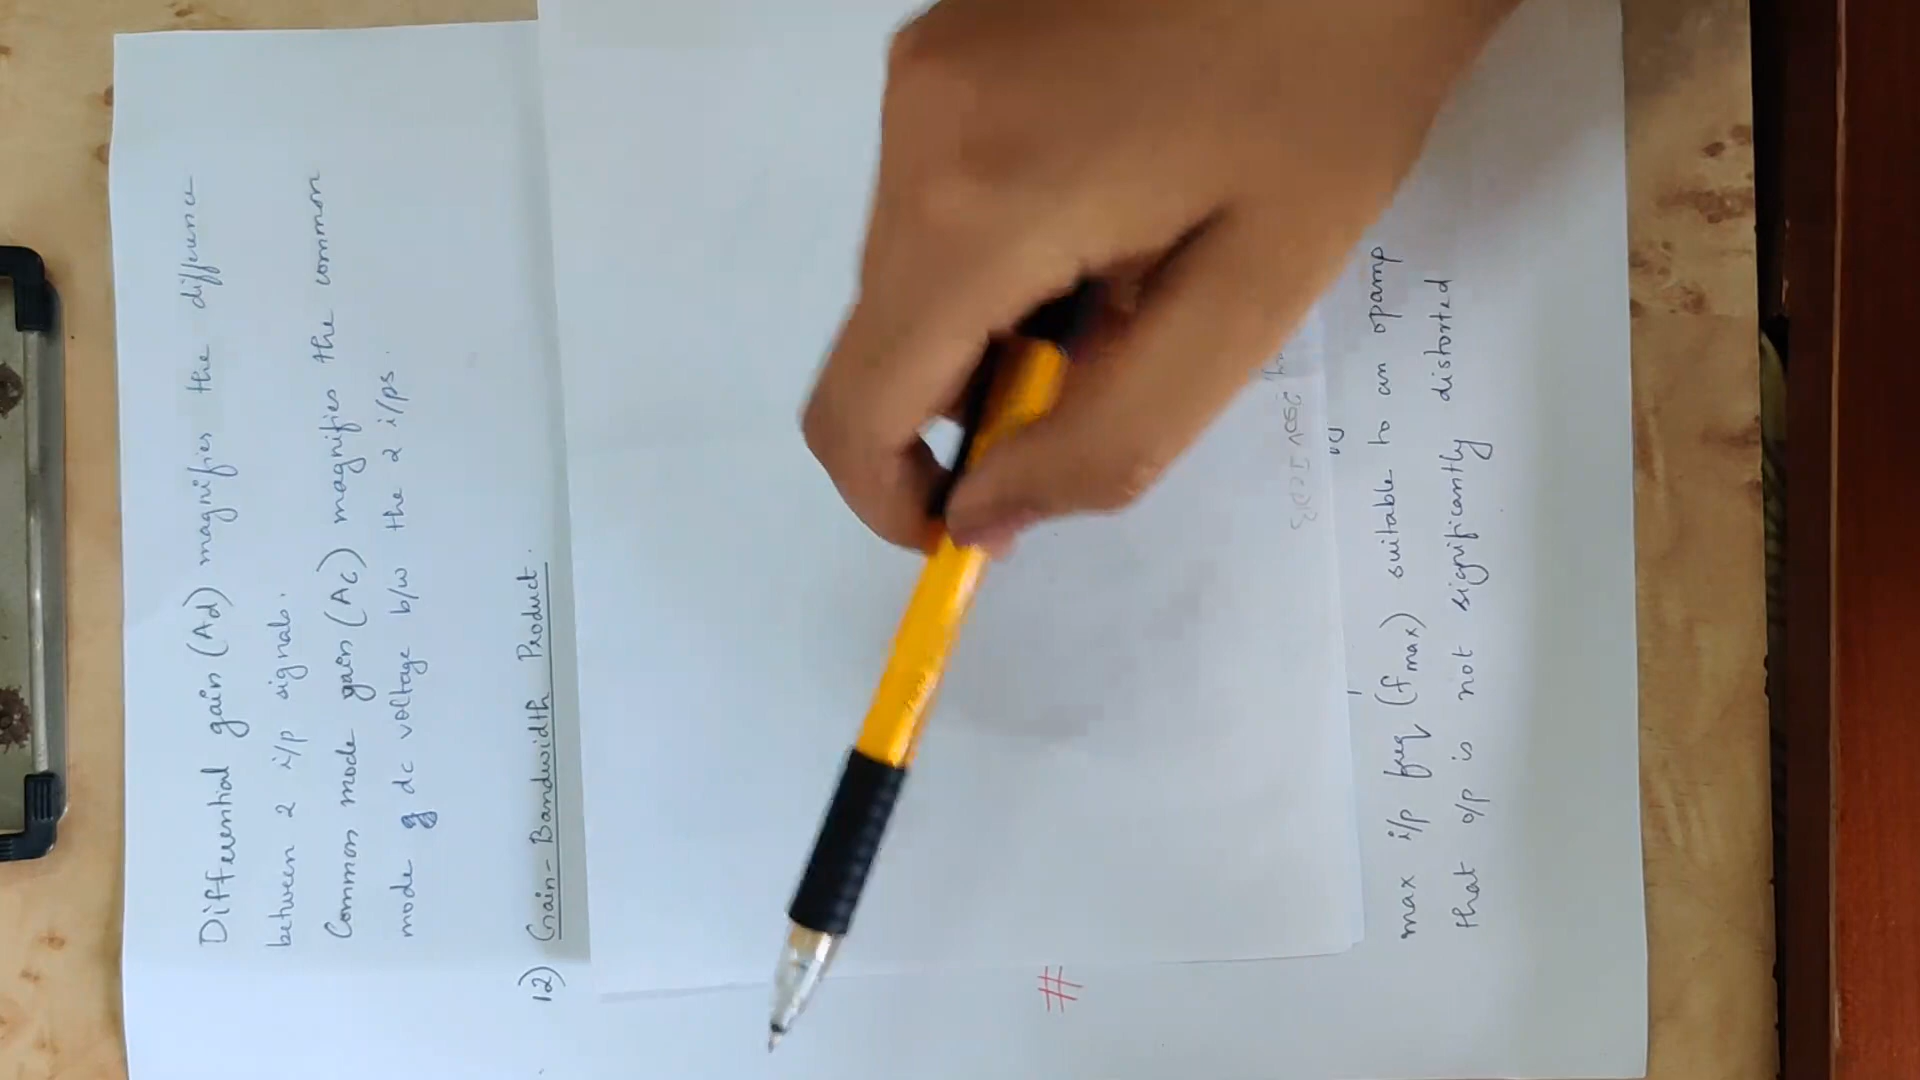 Differential gain (Ad) magnifies the difference
between 2 i/p signals.
Common mode gain (Ac) magnifies the common
mode g dc voltage b/w the 2 i/ps.
12) Gain-Bandwidth Product.
#
max i/p freq (fmax) suitable to an opamp
that o/p is not significantly distorted